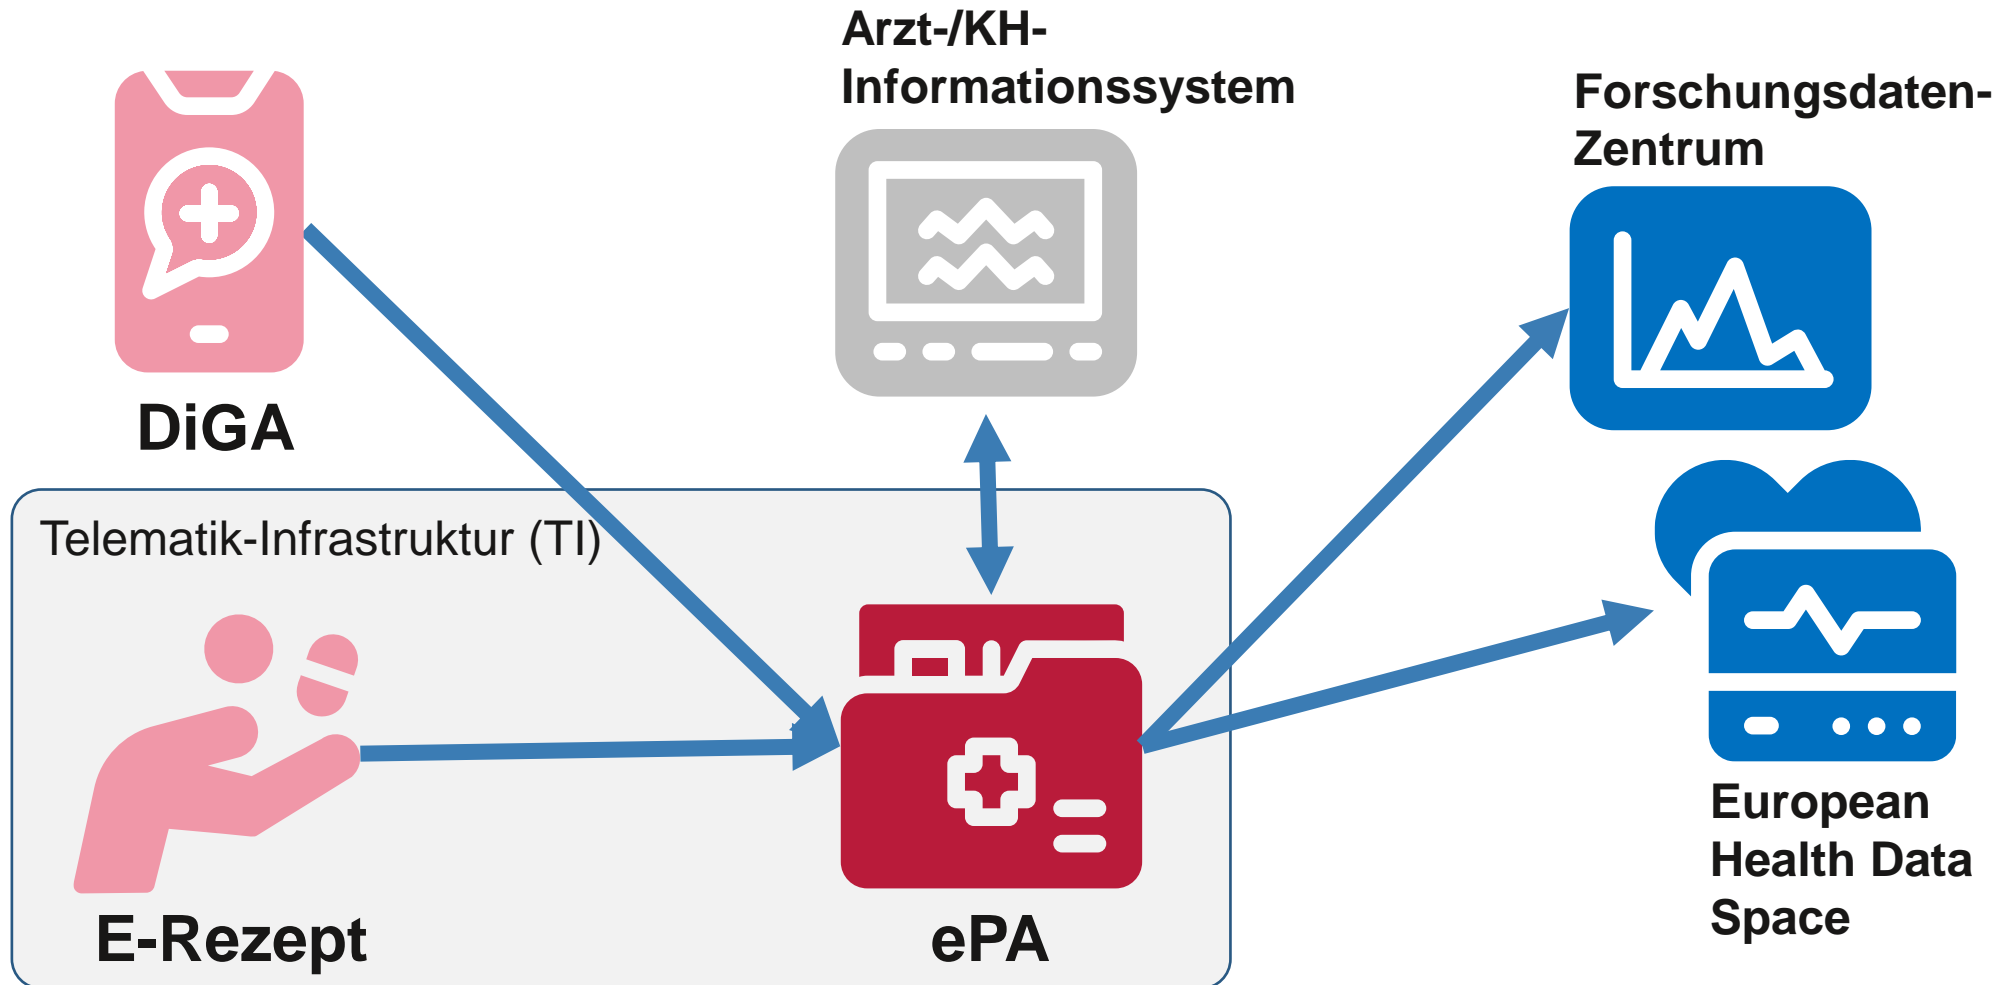 Arzt-/KH-
Informationssystem
Forschungsdaten-
Zentrum
DiGA
Telematik-Infrastruktur (TI)
E-Rezept
ePA
European
Health Data
Space